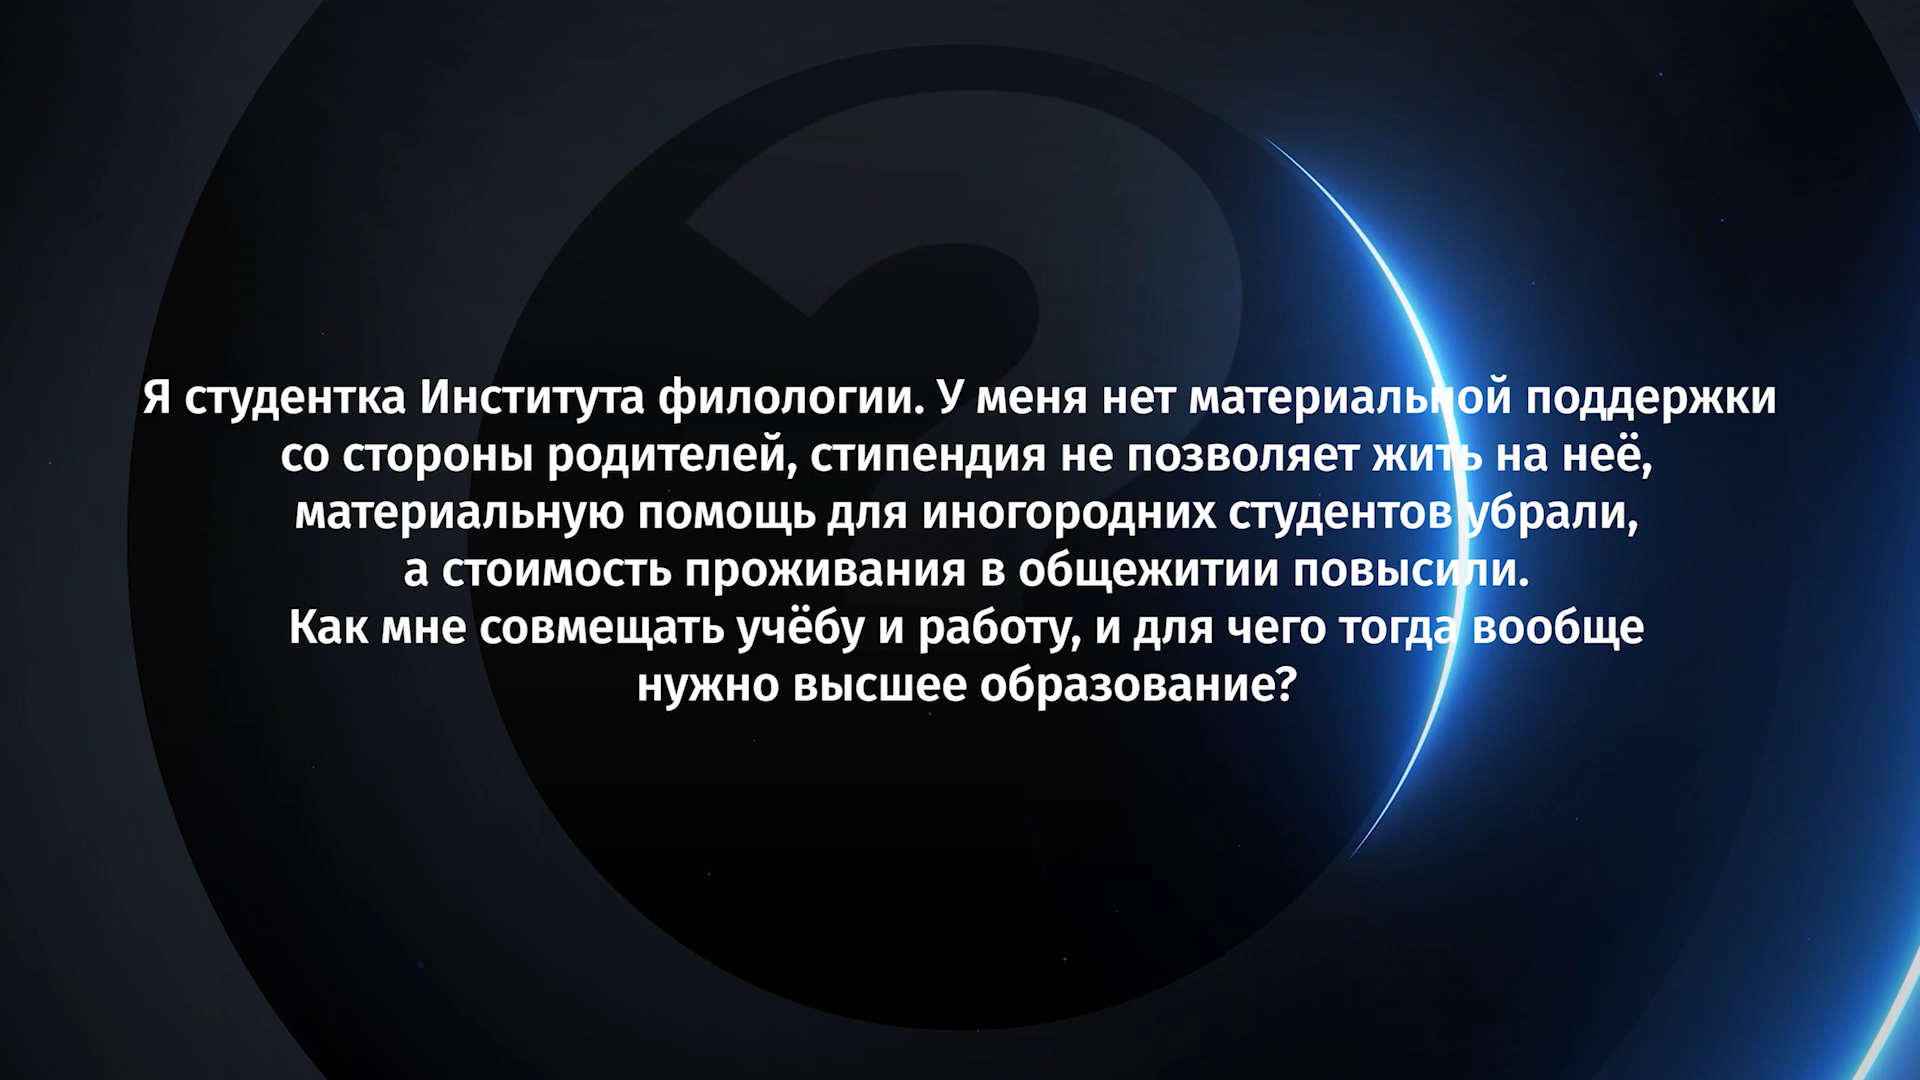 Я студентка Института филологии. У меня нет материальной поддержки
со стороны родителей, стипендия не позволяет жить на неё,
материальную помощь для иногородних студентов убрали,
а стоимость проживания в общежитии повысили.
Как мне совмещать учёбу и работу, и для чего тогда вообще
нужно высшее образование?